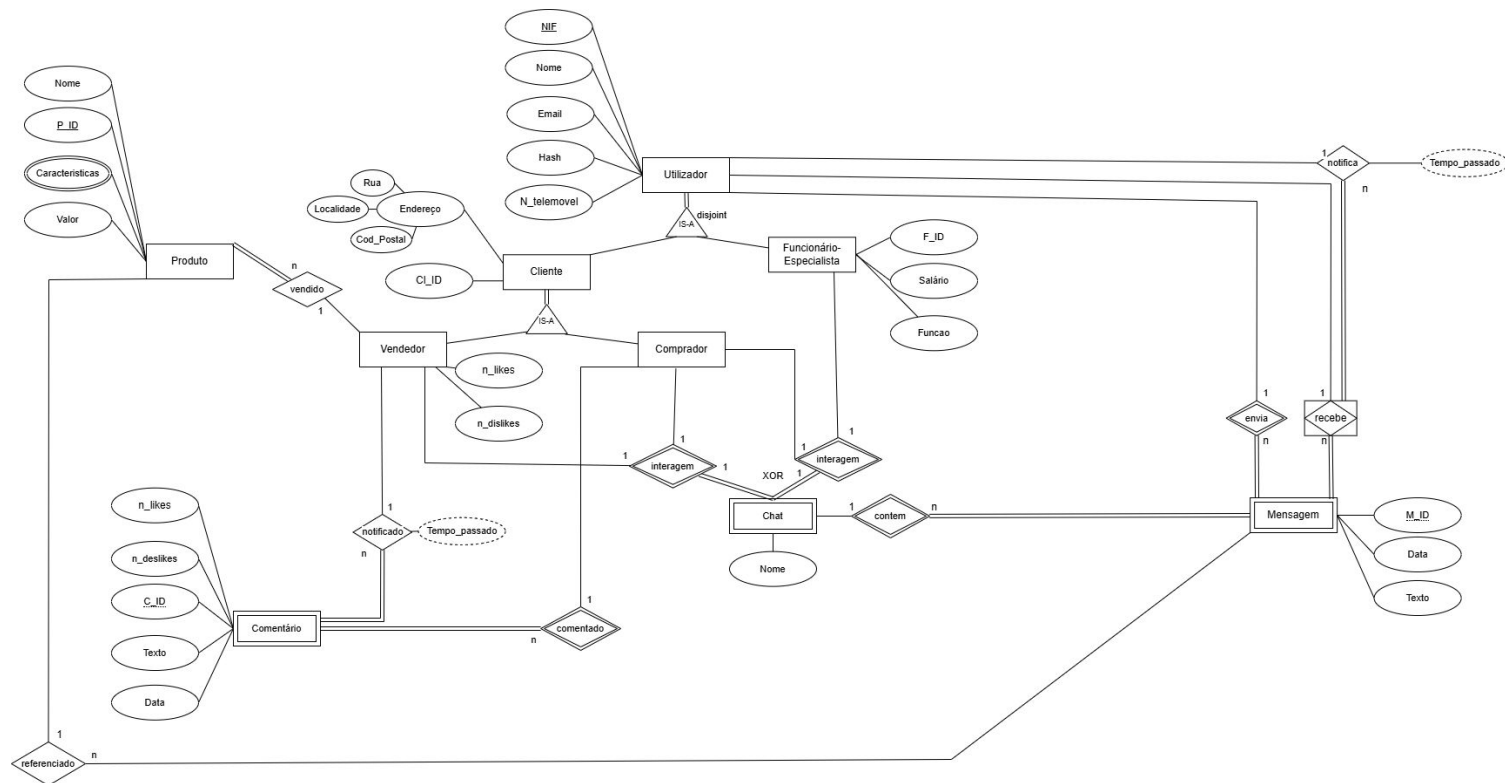 NIF
Nome
Email
Hash
N_telemovel
Utilizador
1
notifica
n
Tempo_passado
Nome
P_ID
Caracteristicas
Valor
Produto
n
vendido
1
Rua
Localidade
Cod_Postal
Endereço
Cl_ID
Cliente
IS-A
disjoint
Funcionário-
Especialista
F_ID
Salário
Funcao
IS-A
Vendedor
n_likes
n_dislikes
Comprador
1
interagem
1
1
1
interagem
1
1
XOR
Chat
Nome
1
contem
n
1
envia
n
1
recebe
n
Mensagem
M_ID
Data
Texto
1
notificado
n
Tempo_passado
n_likes
n_deslikes
C_ID
Texto
Data
Comentário
1
comentado
n
1
referenciado
n